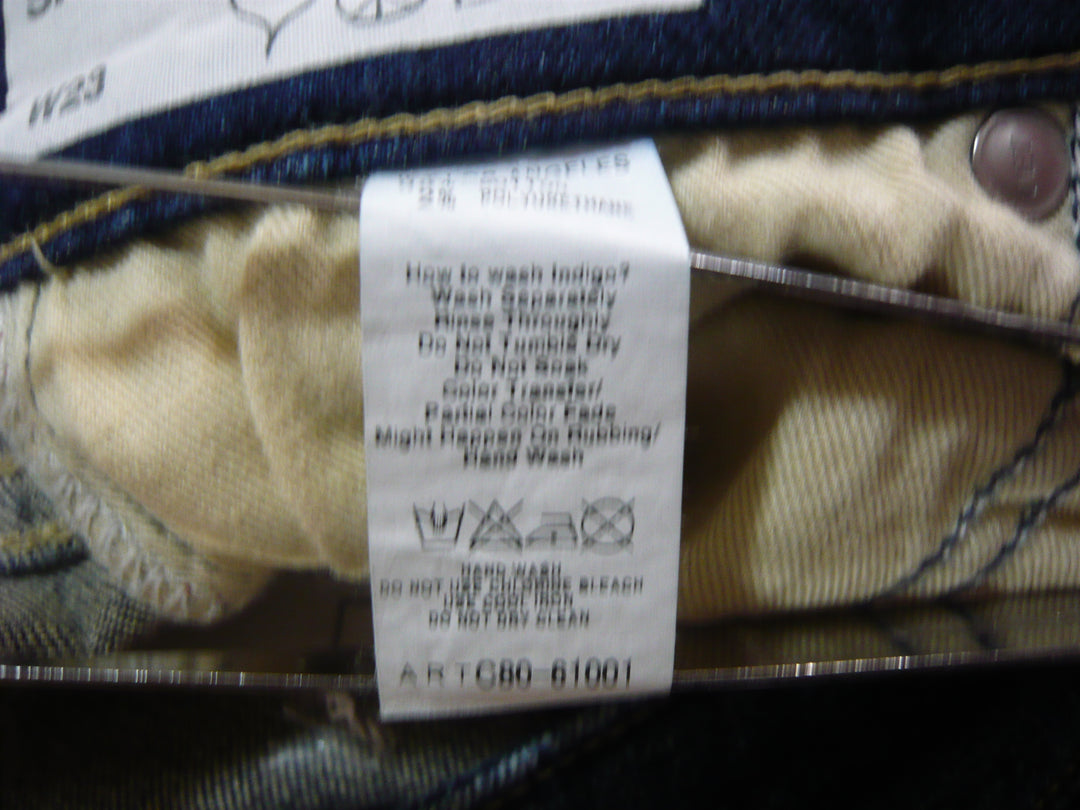 W23
ANGELES
2%
How to wash Indigo?
Wash Separately
Rinse Throughly
Do Not Tumble Dry
Do Not Soak
Color Transfer/
Partial Color Fade
Might Happen On Rubbing/
Hand Wash
HAND WASH
DO NOT USE CHLORINE BLEACH
USE COOL IRON
DO NOT DRY CLEAN
ART C80-61001